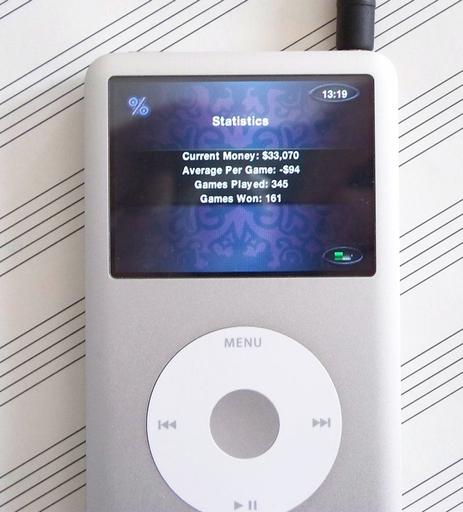 %
13:19
Statistics
Current Money: $33,070
Average Per Game: -$94
Games Played: 345
Games Won: 161
MENU